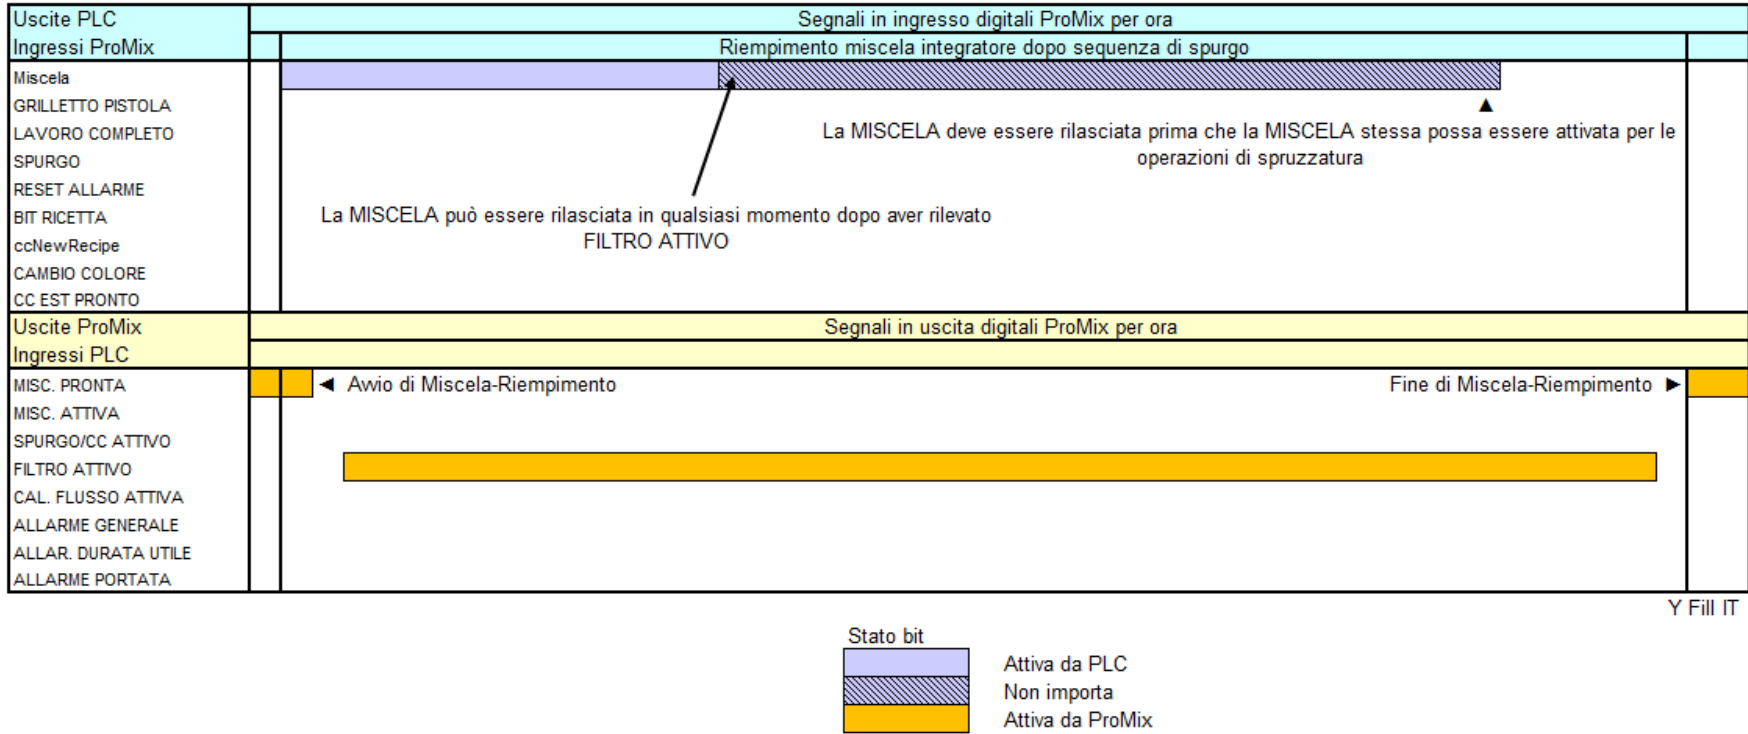 Uscite PLC
Segnali in ingresso digitali ProMix per ora
Ingressi ProMix
Riempimento miscela integratore dopo sequenza di spurgo
Miscela
GRILLETTO PISTOLA
LAVORO COMPLETO
SPURGO
RESET ALLARME
BIT RICETTA
ccNewRecipe
CAMBIO COLORE
CC EST PRONTO
La MISCELA deve essere rilasciata prima che la MISCELA stessa possa essere attivata per le
operazioni di spruzzatura
La MISCELA può essere rilasciata in qualsiasi momento dopo aver rilevato
FILTRO ATTIVO
Uscite ProMix
Segnali in uscita digitali ProMix per ora
Ingressi PLC
MISC. PRONTA
◄ Avvio di Miscela-Riempimento
Fine di Miscela-Riempimento ►
MISC. ATTIVA
SPURGO/CC ATTIVO
FILTRO ATTIVO
CAL. FLUSSO ATTIVA
ALLARME GENERALE
ALLAR. DURATA UTILE
ALLARME PORTATA
Y Fill IT
Stato bit
Attiva da PLC
Non importa
Attiva da ProMix